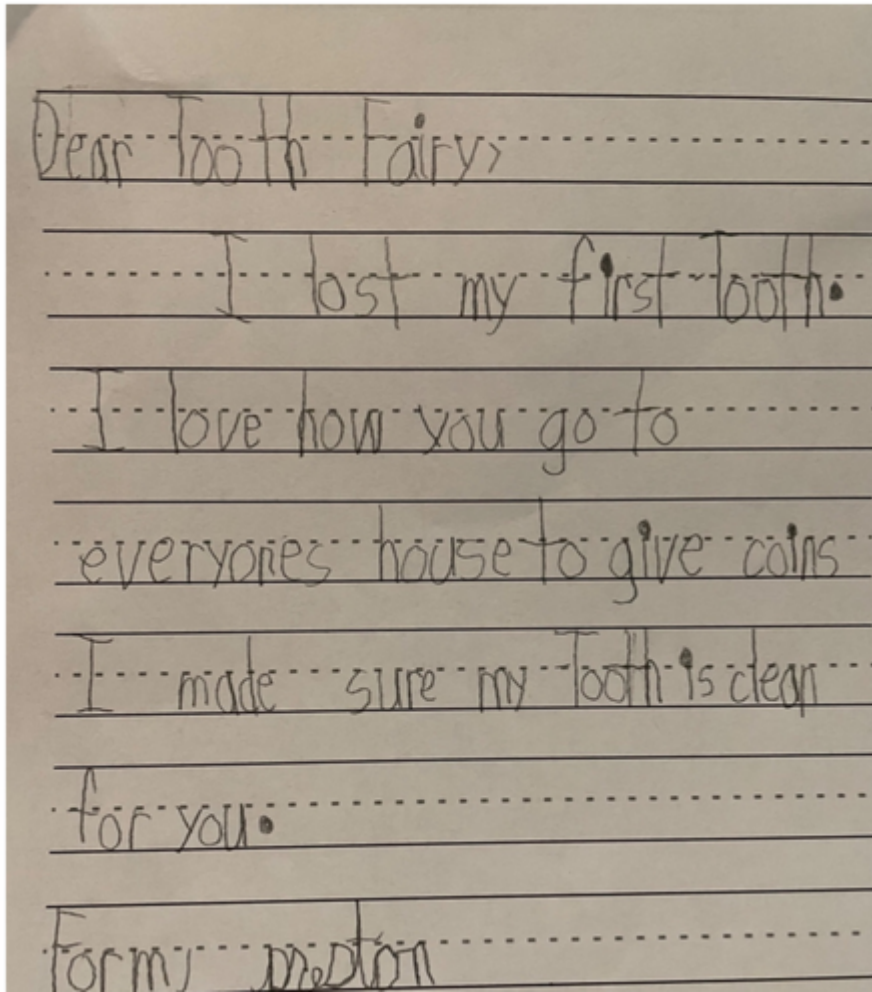 Dear Tooth Fairy,
I lost my first Tooth.
I love how you go to
everyones house to give coins
I made sure my Tooth is clean
for you.
Form, preston